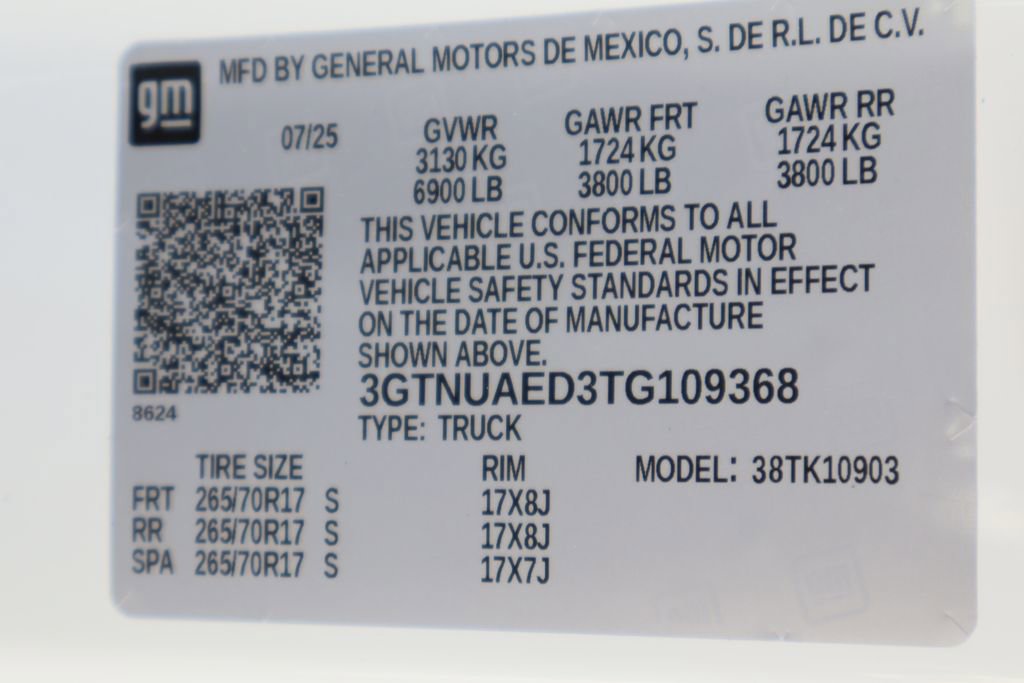 gm
MFD BY GENERAL MOTORS DE MEXICO, S. DE R.L. DE C.V.
07/25
GVWR GAWR FRT GAWR RR
3130 KG 1724 KG 1724 KG
6900 LB 3800 LB 3800 LB
THIS VEHICLE CONFORMS TO ALL
APPLICABLE U.S. FEDERAL MOTOR
VEHICLE SAFETY STANDARDS IN EFFECT
ON THE DATE OF MANUFACTURE
SHOWN ABOVE.
3GTNUAED3TG109368
8624
TYPE: TRUCK
TIRE SIZE RIM MODEL: 38TK10903
FRT 265/70R17 S 17X8J
RR 265/70R17 S 17X8J
SPA 265/70R17 S 17X7J